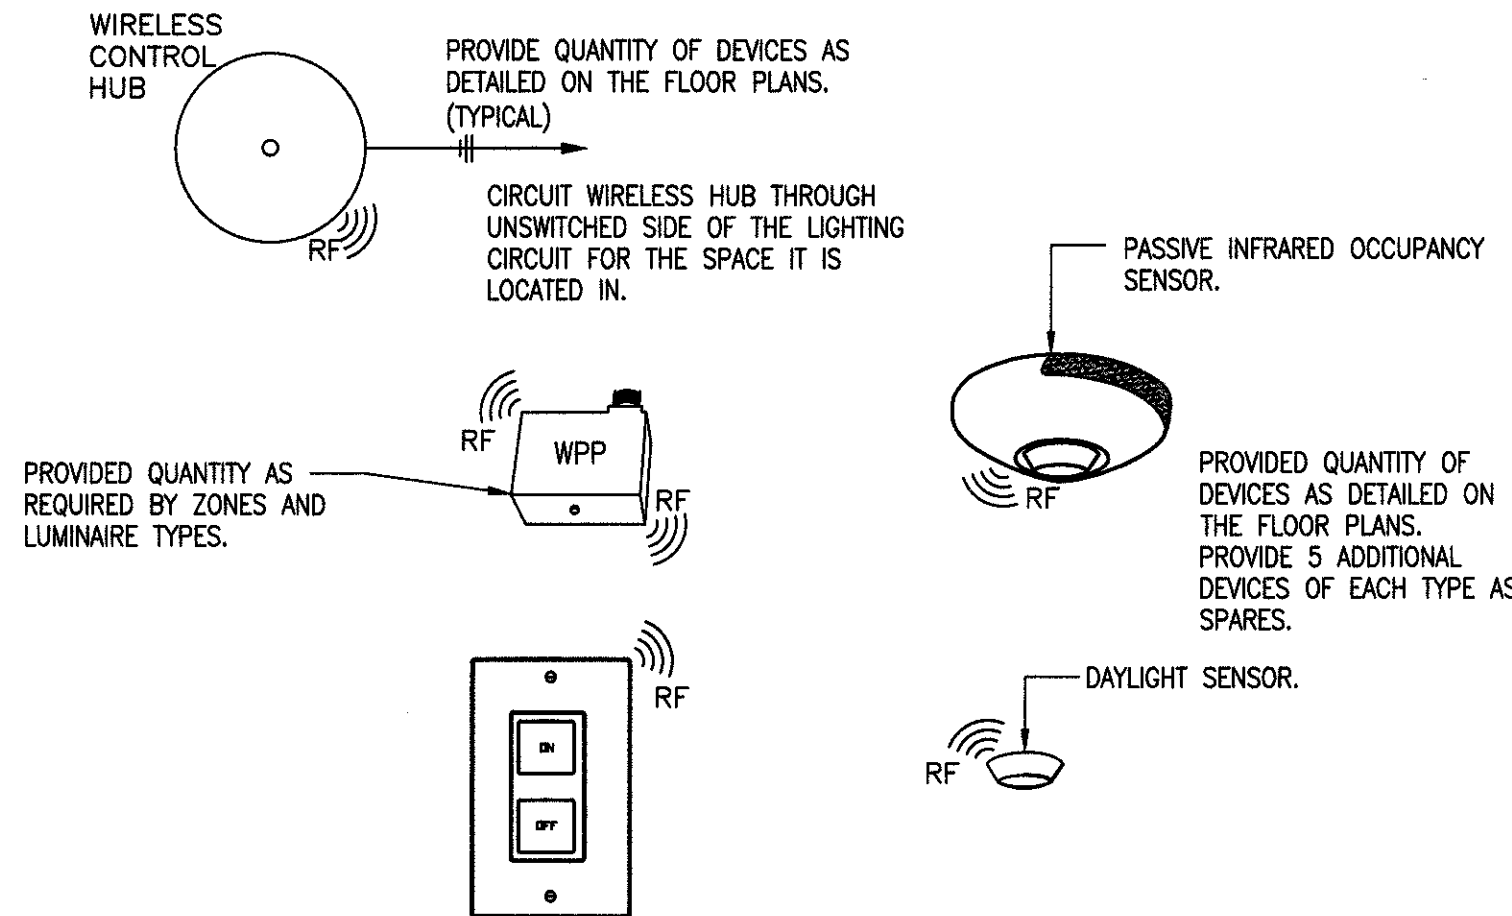 WIRELESS
CONTROL
HUB
PROVIDE QUANTITY OF DEVICES AS
DETAILED ON THE FLOOR PLANS.
(TYPICAL)
RF
CIRCUIT WIRELESS HUB THROUGH
UNSWITCHED SIDE OF THE LIGHTING
CIRCUIT FOR THE SPACE IT IS
LOCATED IN.
PASSIVE INFRARED OCCUPANCY
SENSOR.
RF
WPP
RF
PROVIDED QUANTITY AS
REQUIRED BY ZONES AND
LUMINAIRE TYPES.
RF
PROVIDED QUANTITY OF
DEVICES AS DETAILED ON
THE FLOOR PLANS.
PROVIDE 5 ADDITIONAL
DEVICES OF EACH TYPE AS
SPARES.
RF
ON
OFF
DAYLIGHT SENSOR.
RF